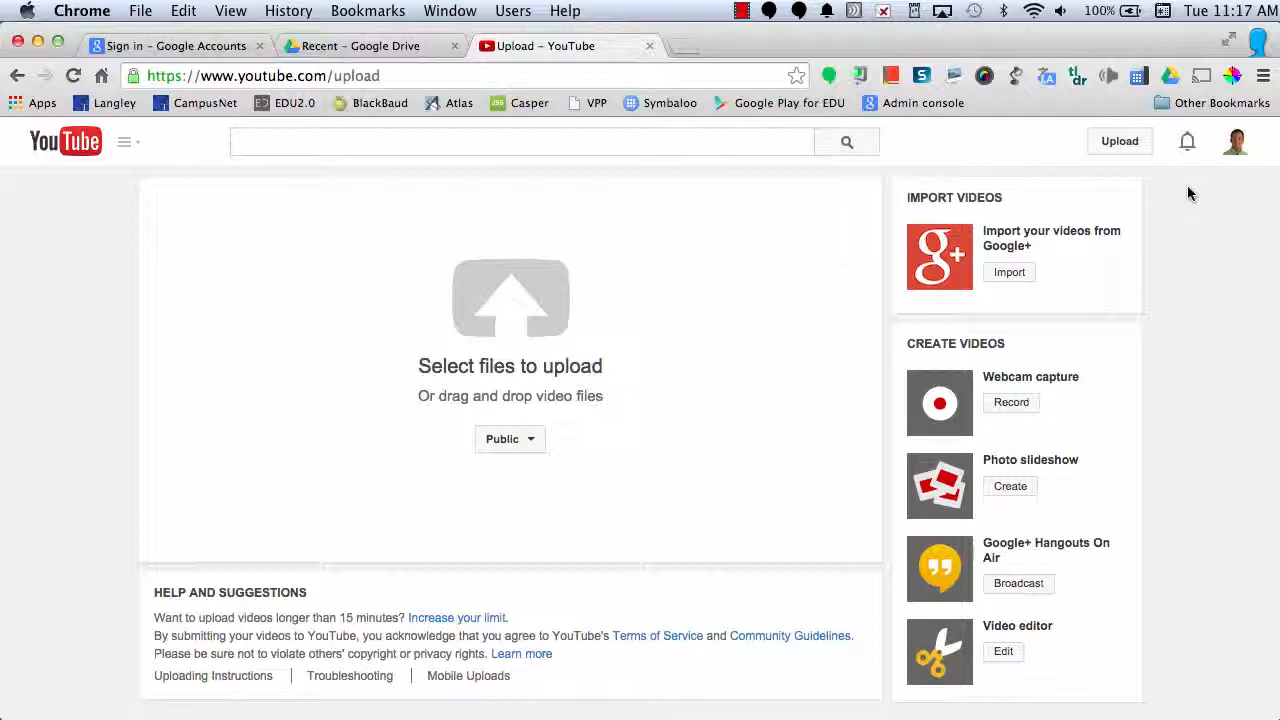 Chrome File Edit View History Bookmarks Window Users Help 100% Tue 11:17 AM
Sign in – Google Accounts Recent – Google Drive Upload – YouTube
https://www.youtube.com/upload
Apps Langley CampusNet EDU2.0 BlackBaud Atlas Casper VPP Symbaloo Google Play for EDU Admin console Other Bookmarks
YouTube Upload
IMPORT VIDEOS
Import your videos from
Google+
Import
Select files to upload
Or drag and drop video files
Public
CREATE VIDEOS
Webcam capture
Record
Photo slideshow
Create
Google+ Hangouts On
Air
Broadcast
Video editor
Edit
HELP AND SUGGESTIONS
Want to upload videos longer than 15 minutes? Increase your limit.
By submitting your videos to YouTube, you acknowledge that you agree to YouTube's Terms of Service and Community Guidelines.
Please be sure not to violate others' copyright or privacy rights. Learn more
Uploading Instructions Troubleshooting Mobile Uploads